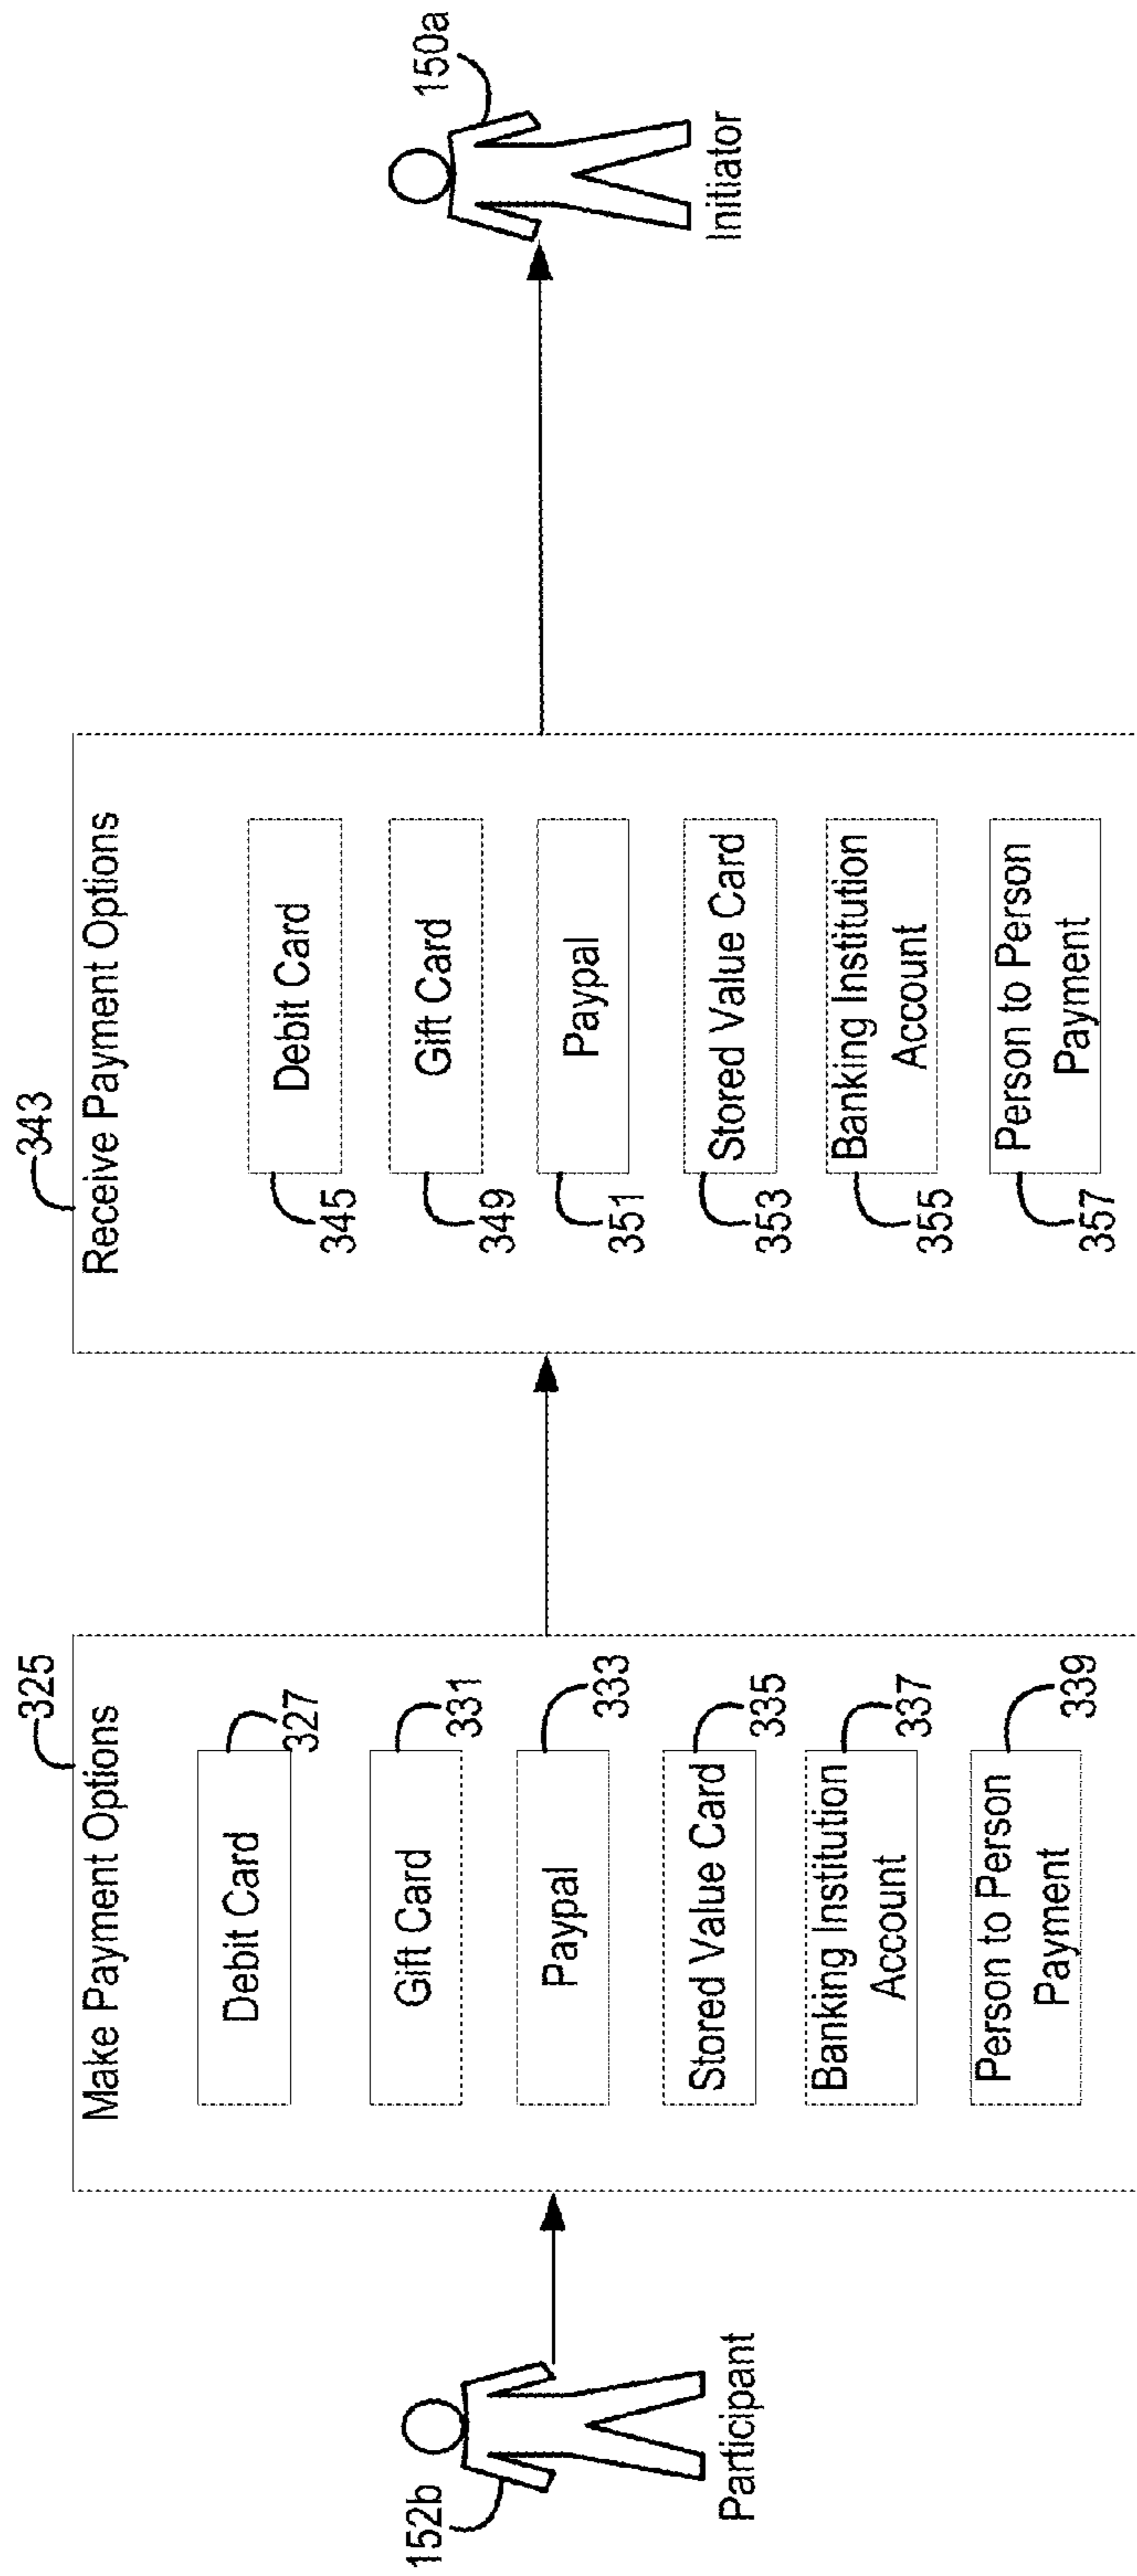 152b
Participant
325
Make Payment Options
Debit Card
327
Gift Card
331
Paypal
333
Stored Value Card
335
Banking Institution
Account
337
Person to Person
Payment
339
343
Receive Payment Options
Debit Card
345
Gift Card
349
Paypal
351
Stored Value Card
353
Banking Institution
Account
355
Person to Person
Payment
357
150a
Initiator